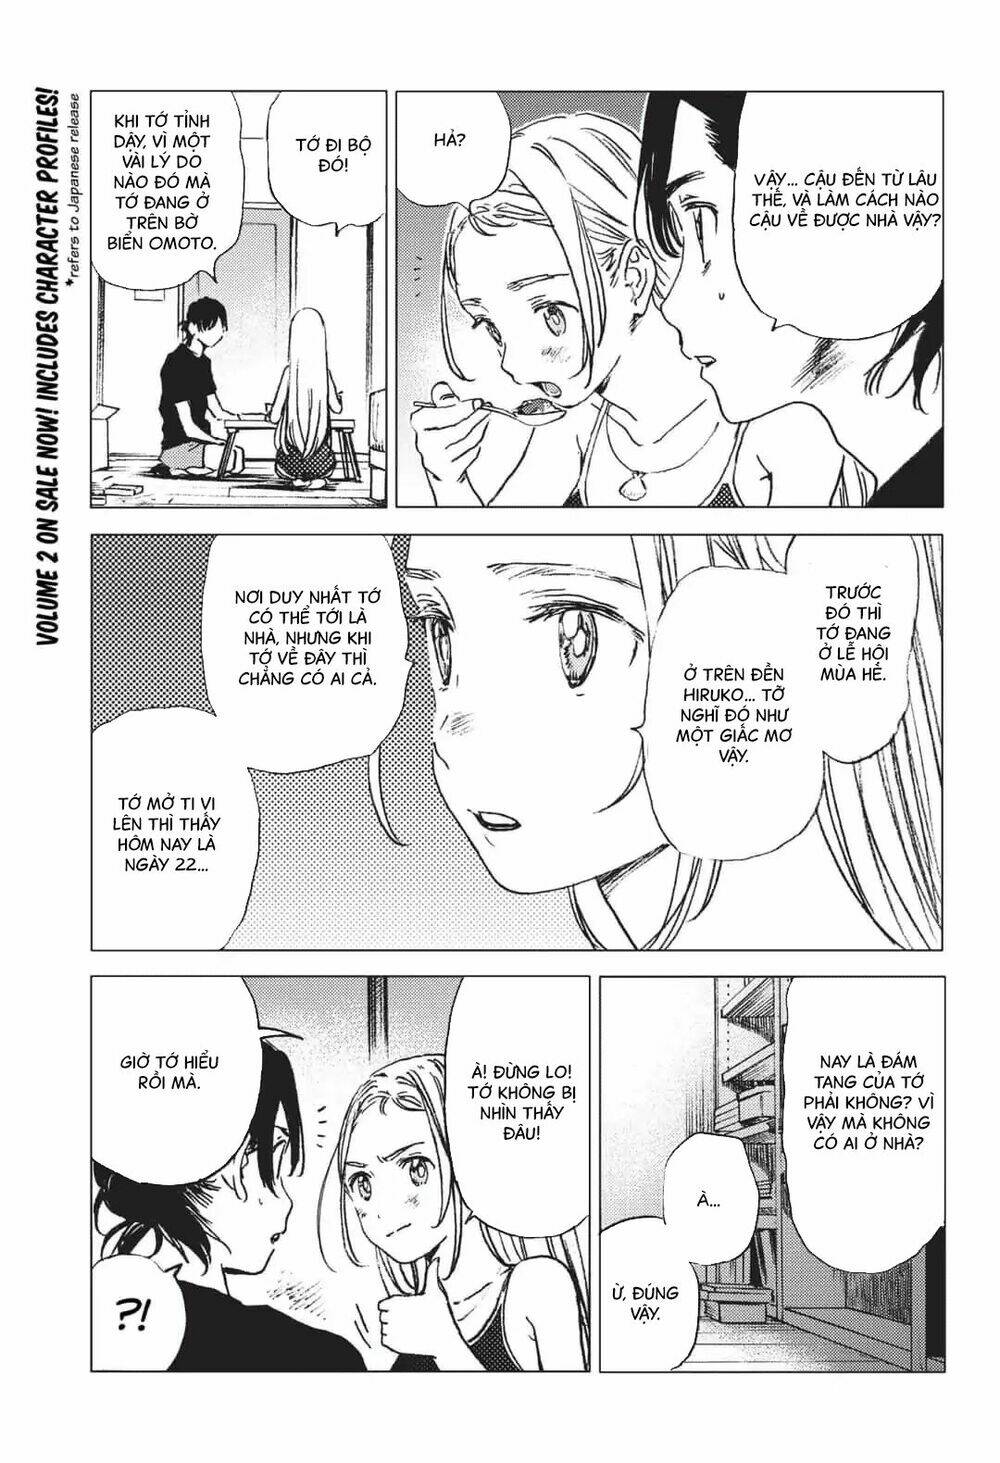 VẬY... CẬU ĐẾN TỪ LÂU
THẾ, VÀ LÀM CÁCH NÀO
CẬU VỀ ĐƯỢC NHÀ VẬY?
HẢ?
TỚ ĐI BỘ
ĐÓ!
KHI TỚ TỈNH
DẬY, VÌ MỘT
VÀI LÝ DO
NÀO ĐÓ MÀ
TỚ ĐANG Ở
TRÊN BỜ
BIỂN OMOTO.
VOLUME 2 ON SALE NOW! INCLUDES CHARACTER PROFILES!
*refers to Japanese release
TRƯỚC
ĐÓ THÌ
TỚ ĐANG
Ở LỄ HỘI
MÙA HÈ.
Ở TRÊN ĐỀN
HIRUKO... TỠ
NGHĨ ĐÓ NHƯ
MỘT GIẤC MƠ
VẬY.
NƠI DUY NHẤT TỚ
CÓ THỂ TỚI LÀ
NHÀ, NHƯNG KHI
TỚ VỀ ĐÂY THÌ
CHẲNG CÓ AI CẢ.
TỚ MỞ TI VI
LÊN THÌ THẤY
HÔM NAY LÀ
NGÀY 22...
NAY LÀ ĐÁM
TANG CỦA TỚ
PHẢI KHÔNG? VÌ
VẬY MÀ KHÔNG
CÓ AI Ở NHÀ?
À...
Ừ, ĐÚNG
VẬY.
À! ĐỪNG LO!
TỚ KHÔNG BỊ
NHÌN THẤY
ĐÂU!
GIỜ TỚ HIỂU
RỒI MÀ.
?!